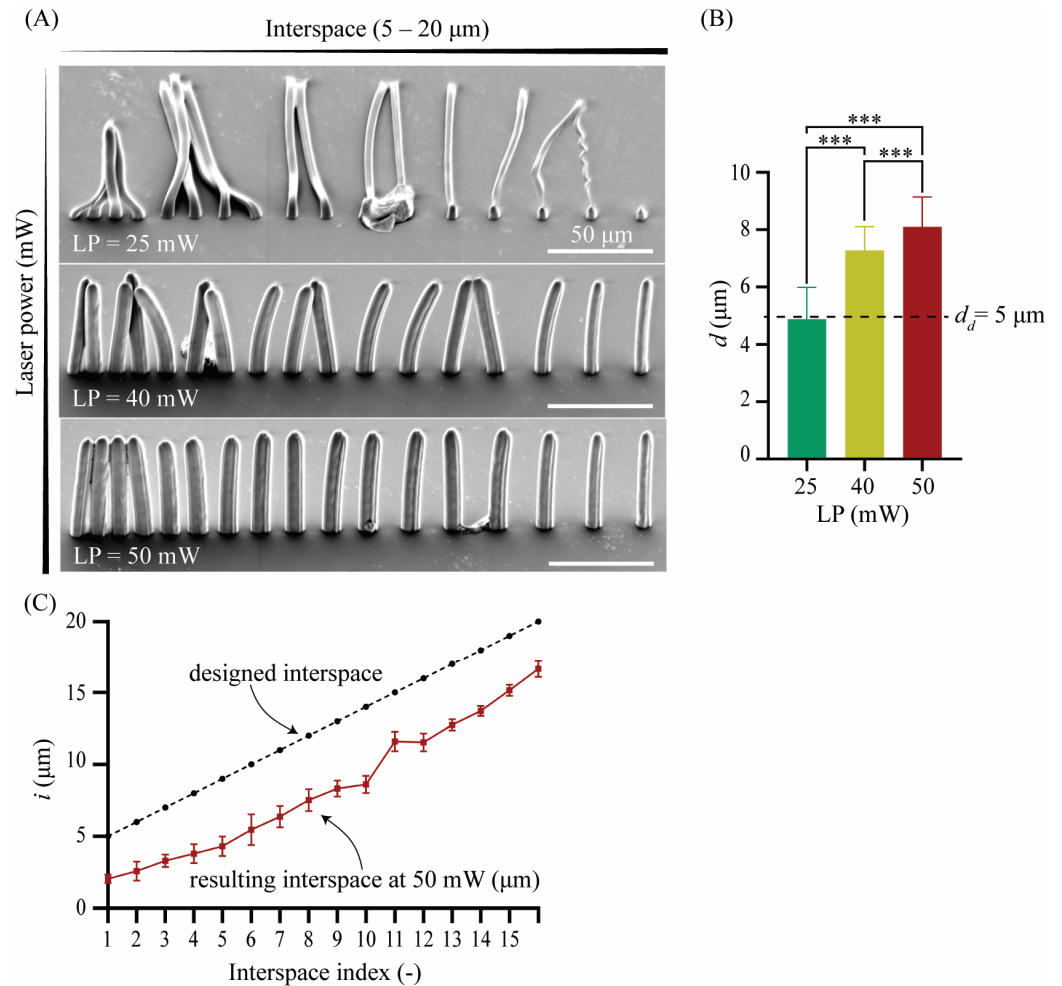 (A)
Interspace (5 – 20 μm)
Laser power (mW)
LP = 25 mW
50 μm
LP = 40 mW
LP = 50 mW
(B)
***
***
***
10
8
6
4
2
0
d (μm)
d_d= 5 μm
25 40 50
LP (mW)
(C)
20
15
10
5
0
i (μm)
designed interspace
resulting interspace at 50 mW (μm)
1 2 3 4 5 6 7 8 9 10 11 12 13 14 15
Interspace index (-)